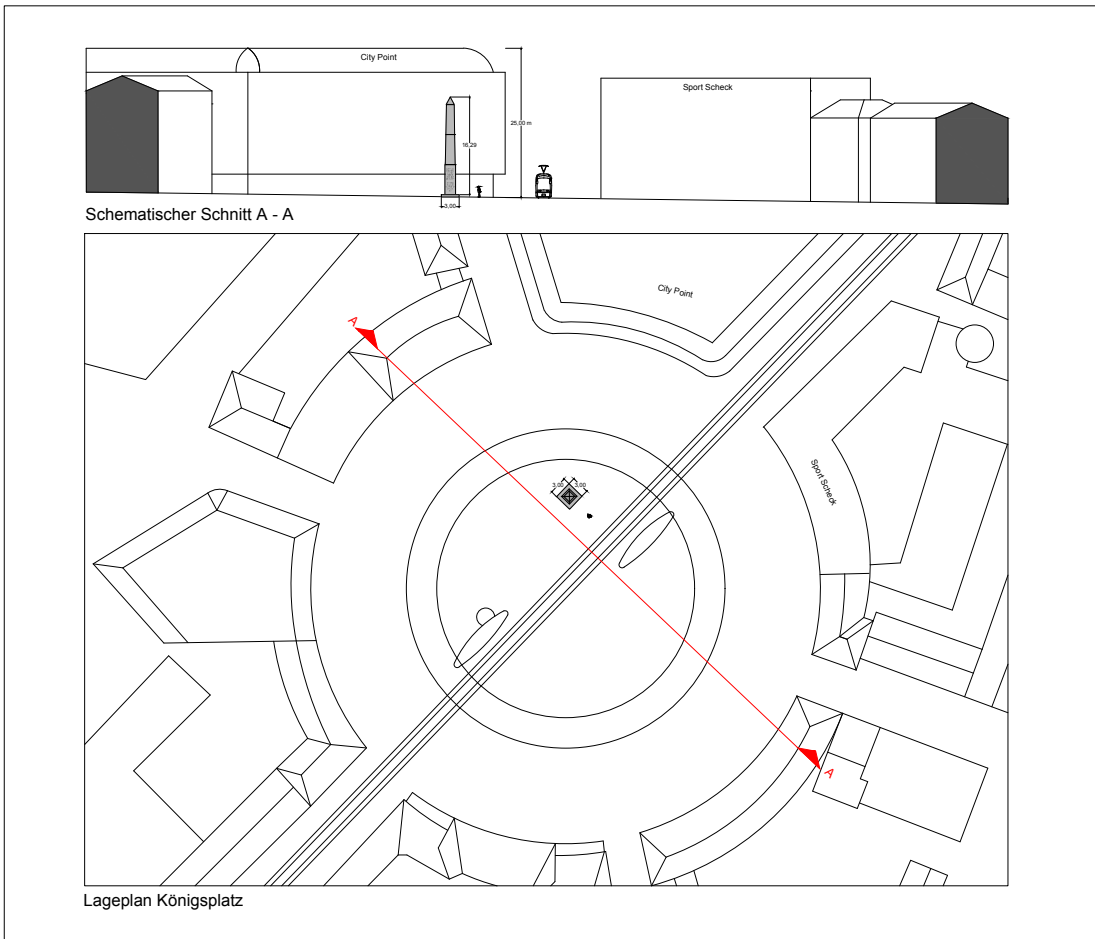 City Point
Sport Scheck
25,00 m
16,29
3,00
Schematischer Schnitt A - A
City Point
A
3,00 3,00
Sport Scheck
A
Lageplan Königsplatz